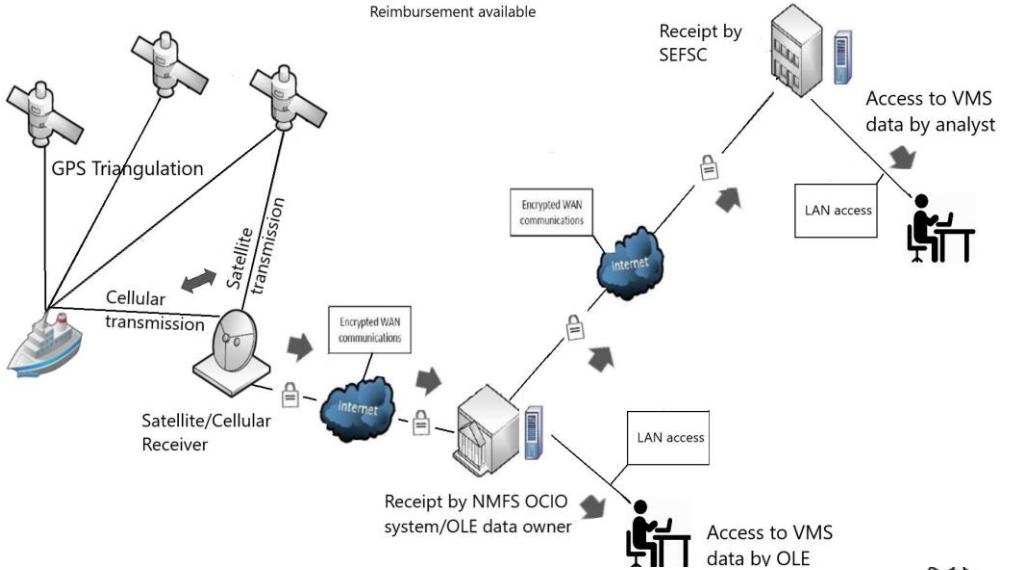 Reimbursement available
Receipt by
SEFSC
Access to VMS
data by analyst
GPS Triangulation
LAN access
Encrypted WAN
communications
Internet
Satellite
transmission
Cellular
transmission
Encrypted WAN
communications
Internet
Satellite/Cellular
Receiver
LAN access
Receipt by NMFS OCIO
system/OLE data owner
Access to VMS
data by OLE